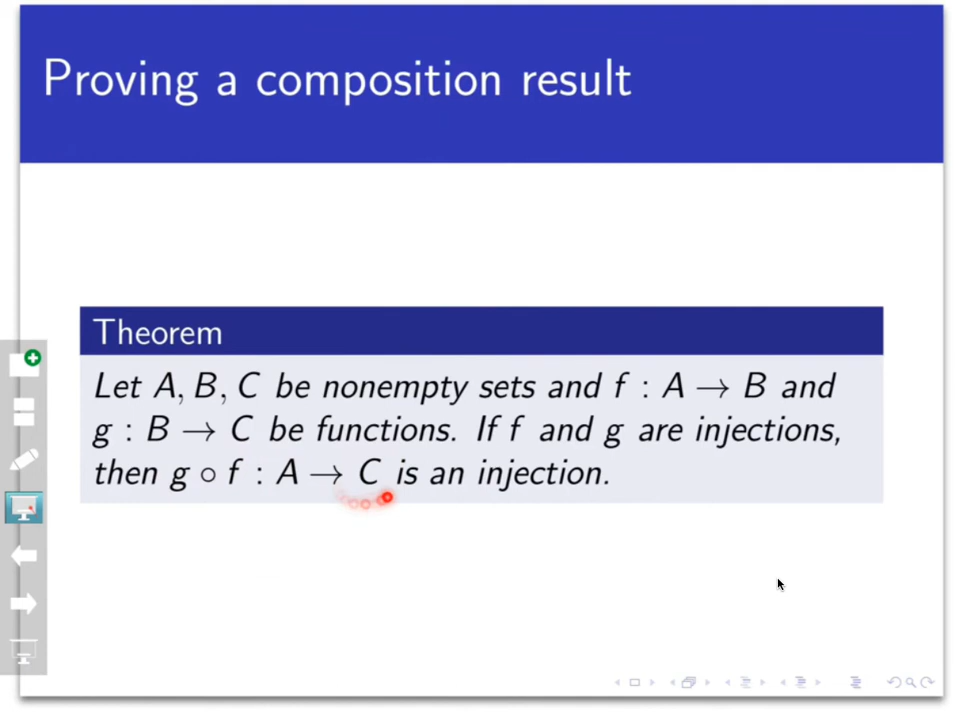 Proving a composition result
Theorem
Let A, B, C be nonempty sets and f : A → B and
g : B → C be functions. If f and g are injections,
then g ∘ f : A → C is an injection.